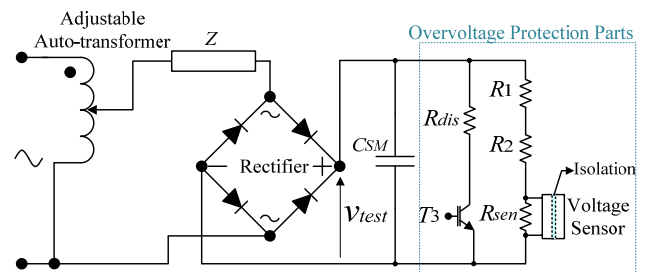 Adjustable
Auto-transformer
Z
Overvoltage Protection Parts
R1
Rdis
R2
CSM
Rectifier
Isolation
Vtest
T3
Rsen
Voltage
Sensor